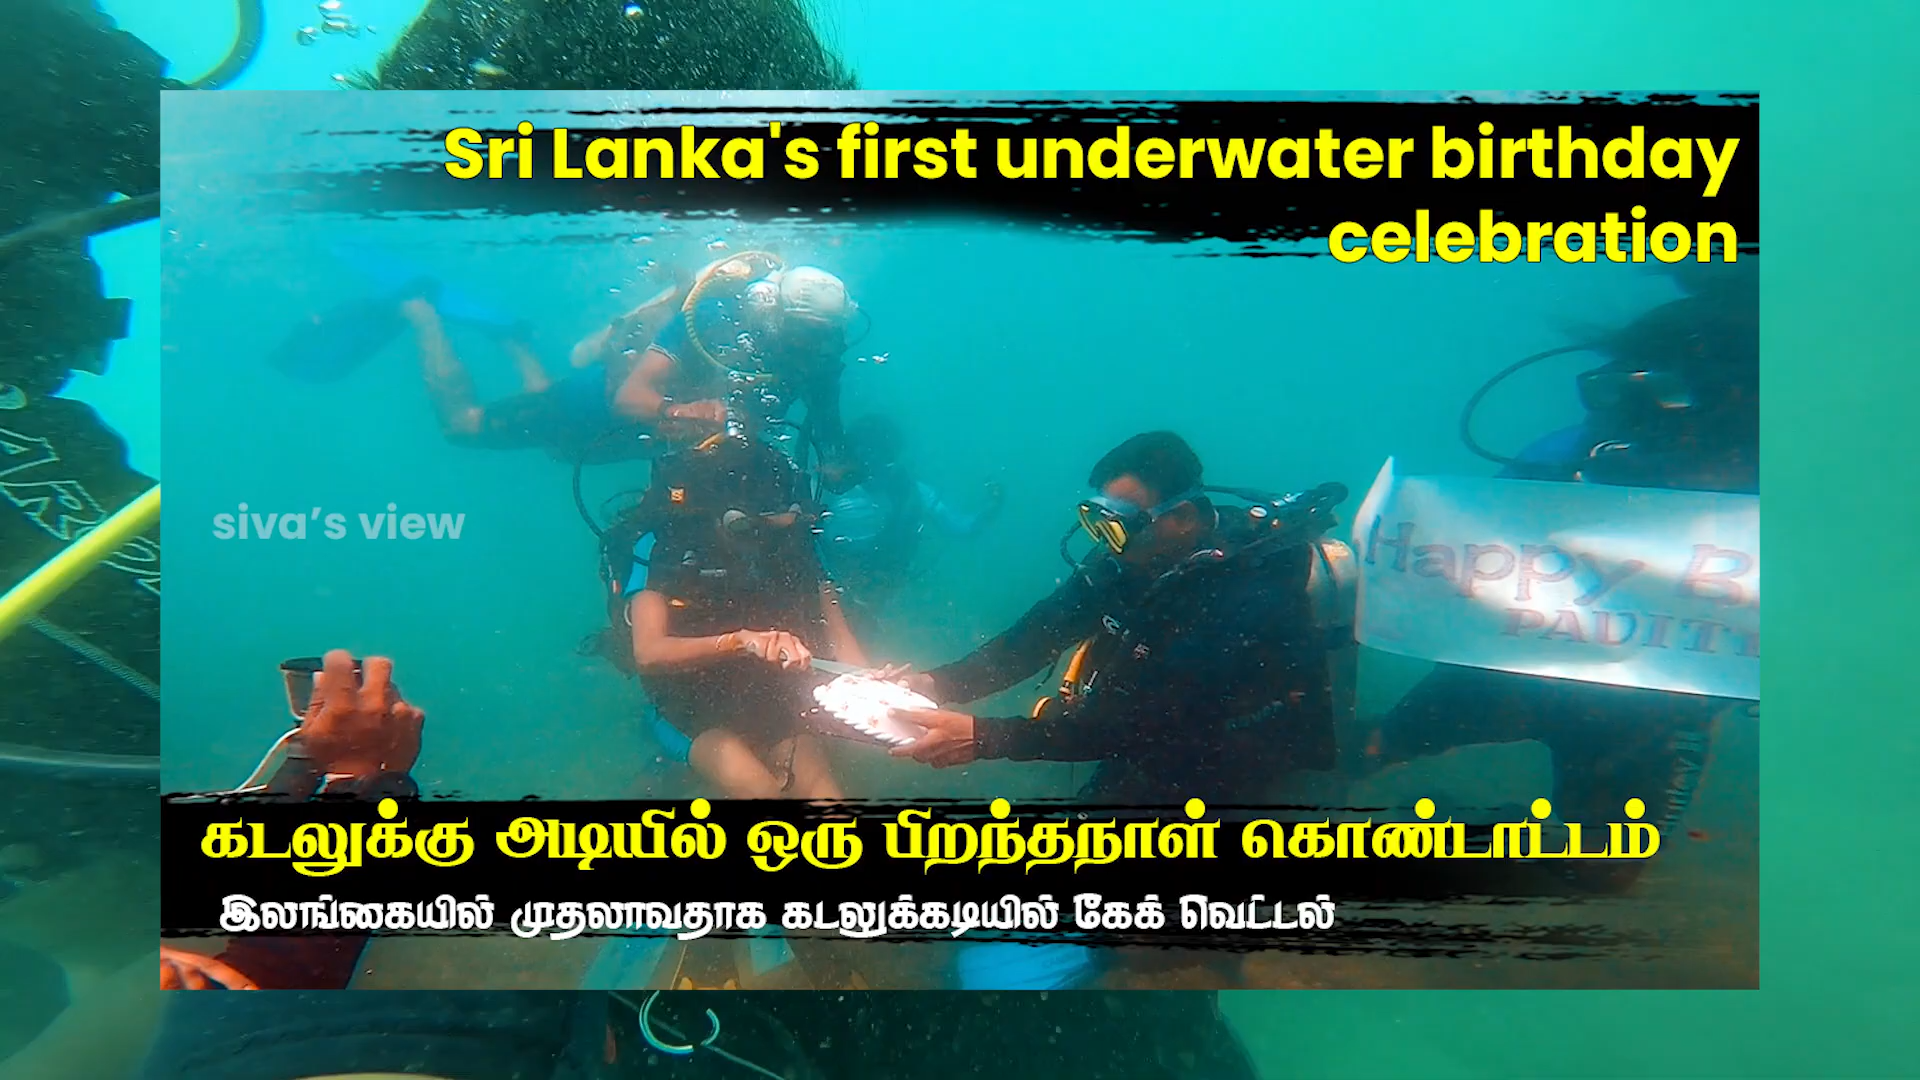 Sri Lanka's first underwater birthday
celebration
siva's view
Happy
கடலுக்கு அடியில் ஒரு பிறந்தநாள் கொண்டாட்டம்
இலங்கையில் முதலாவதாக கடலுக்கடியில் கேக் வெட்டல்